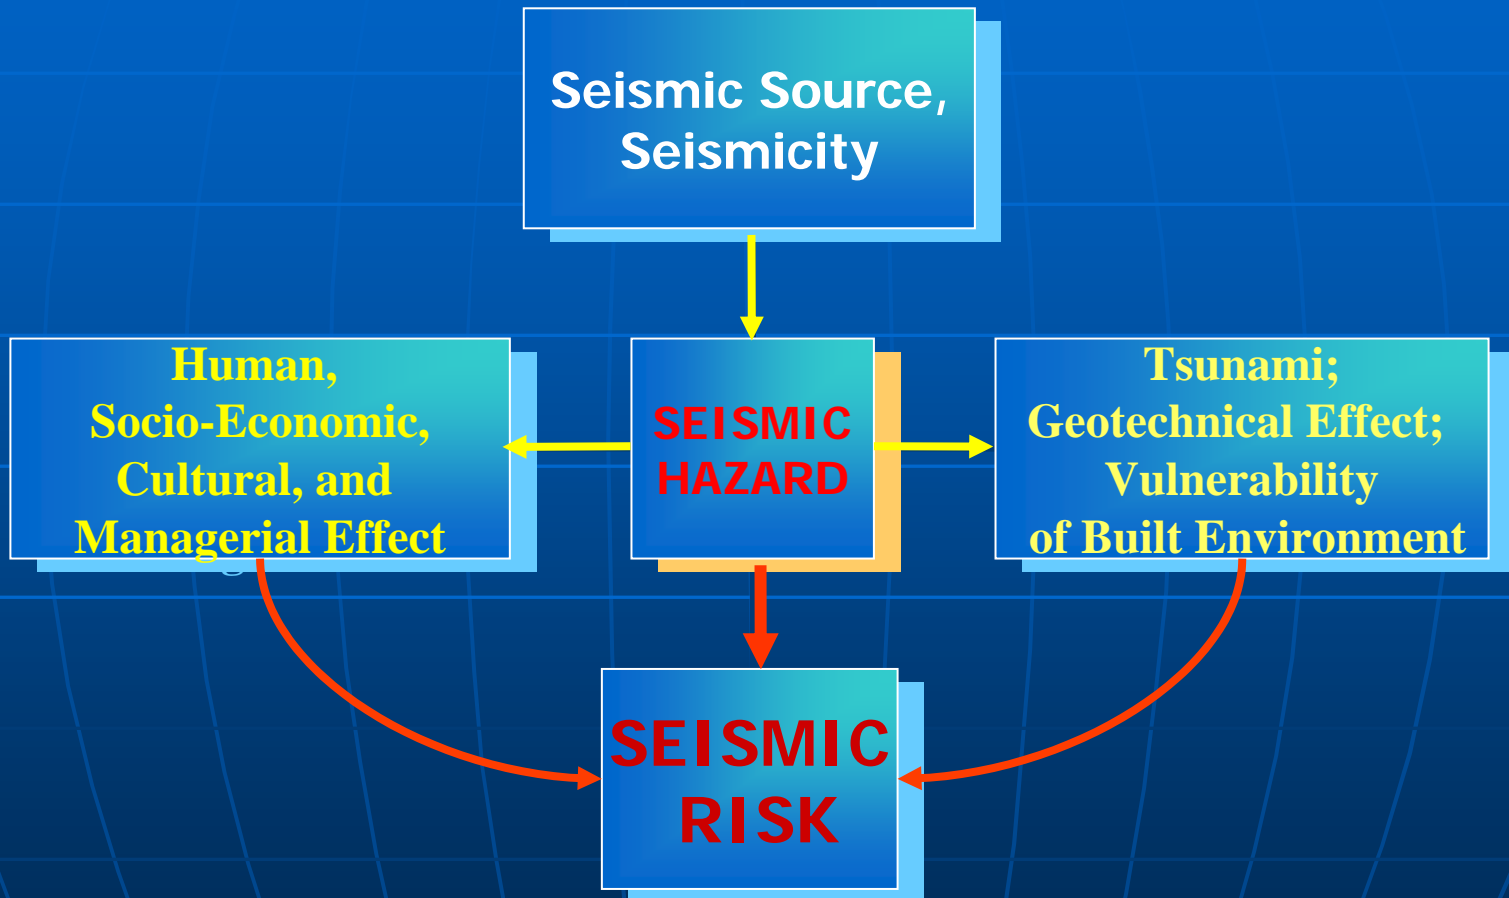 Seismic Source,
Seismicity
Human,
Socio-Economic,
Cultural, and
Managerial Effect
SEISMIC
HAZARD
Tsunami;
Geotechnical Effect;
Vulnerability
of Built Environment
SEISMIC
RISK